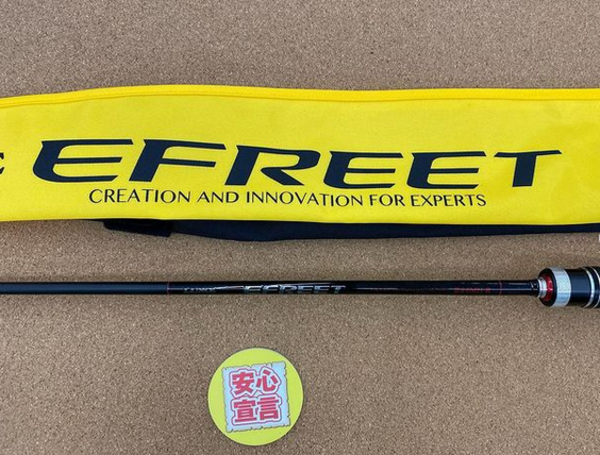 EFREET
CREATION AND INNOVATION FOR EXPERTS
EFREET
安心
宣言